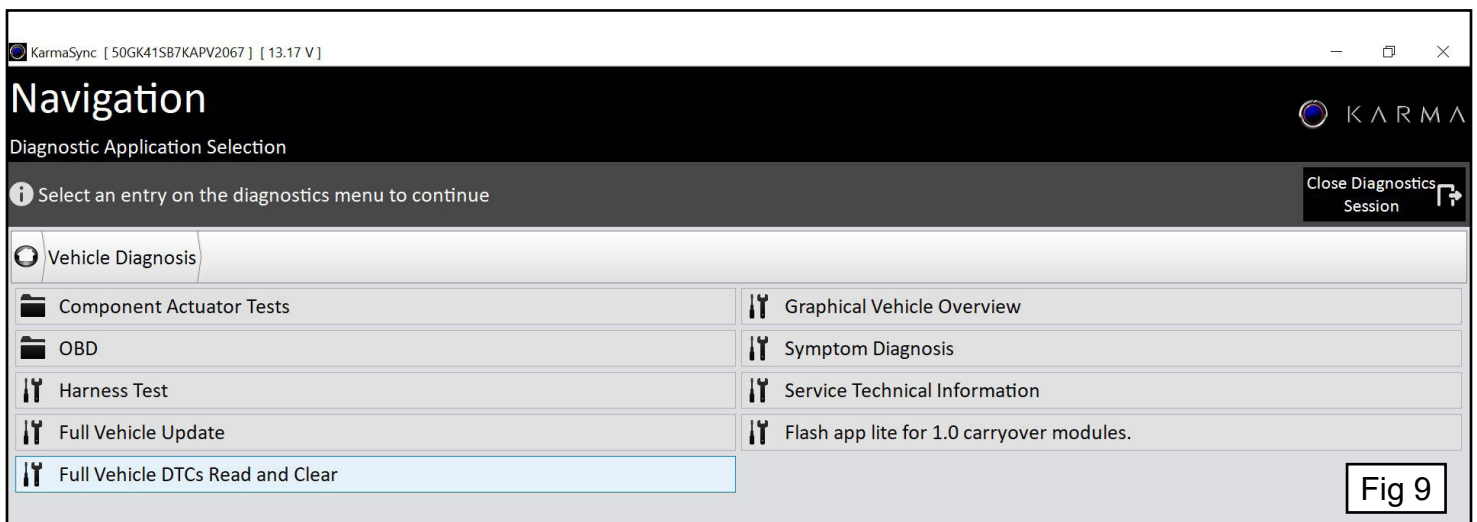 KarmaSync [ 50GK41SB7KAPV2067 ] [ 13.17 V ]
Navigation
KARMA
Diagnostic Application Selection
Select an entry on the diagnostics menu to continue
Close Diagnostics
Session
Vehicle Diagnosis
Component Actuator Tests
Graphical Vehicle Overview
OBD
Symptom Diagnosis
Harness Test
Service Technical Information
Full Vehicle Update
Flash app lite for 1.0 carryover modules.
Full Vehicle DTCs Read and Clear
Fig 9